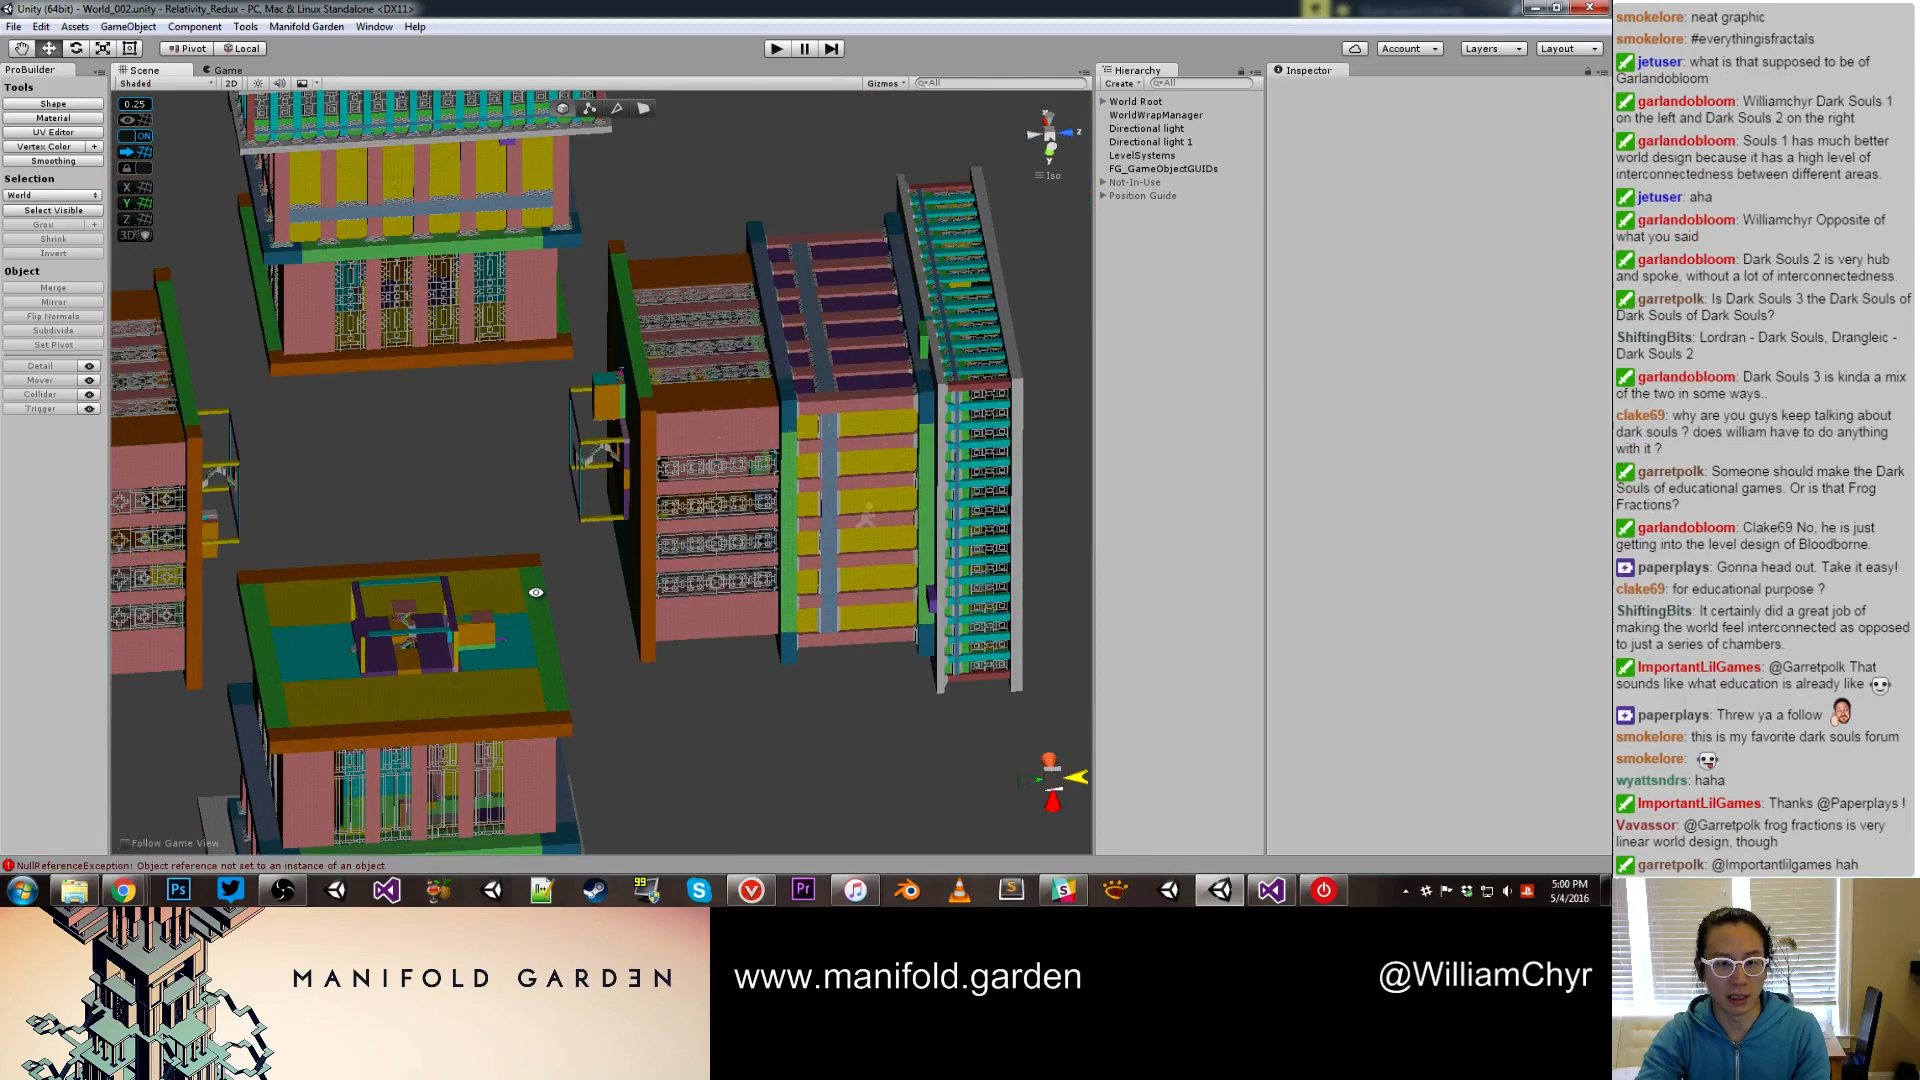 Unity (64bit) - World_002.unity - Relativity_Redux - PC, Mac & Linux Standalone <DX11>
File Edit Assets GameObject Component Tools Manifold Garden Window Help
Pivot Local Account Layers Layout
ProBuilder
Tools
Shape
Material
UV Editor
Vertex Color +
Smoothing
Selection
World
Select Visible
Grow +
Shrink
Invert
Object
Merge
Mirror
Flip Normals
Subdivide
Set Pivot
Detail
Mover
Collider
Trigger
Scene Game
Shaded 2D Gizmos All
0.25
ON
X
Y
Z
3D
x
z
y
Iso
Follow Game View
Hierarchy
Create All
World Root
WorldWrapManager
Directional light
Directional light 1
LevelSystems
FG_GameObjectGUIDs
Not-In-Use
Position Guide
Inspector
NullReferenceException: Object reference not set to an instance of an object
Ps
99
Pr
S
5:00 PM
5/4/2016
smokelore: neat graphic
smokelore: #everythingisfractals
jetuser: what is that supposed to be of
Garlandobloom
garlandobloom: Williamchyr Dark Souls 1
on the left and Dark Souls 2 on the right
garlandobloom: Souls 1 has much better
world design because it has a high level of
interconnectedness between different areas.
jetuser: aha
garlandobloom: Williamchyr Opposite of
what you said
garlandobloom: Dark Souls 2 is very hub
and spoke, without a lot of interconnectedness.
garretpolk: Is Dark Souls 3 the Dark Souls of
Dark Souls of Dark Souls?
ShiftingBits: Lordran - Dark Souls, Drangleic -
Dark Souls 2
garlandobloom: Dark Souls 3 is kinda a mix
of the two in some ways..
clake69: why are you guys keep talking about
dark souls ? does william have to do anything
with it ?
garretpolk: Someone should make the Dark
Souls of educational games. Or is that Frog
Fractions?
garlandobloom: Clake69 No, he is just
getting into the level design of Bloodborne.
paperplays: Gonna head out. Take it easy!
clake69: for educational purpose ?
ShiftingBits: It certainly did a great job of
making the world feel interconnected as opposed
to just a series of chambers.
ImportantLilGames: @Garretpolk That
sounds like what education is already like
paperplays: Threw ya a follow
smokelore: this is my favorite dark souls forum
smokelore:
wyattsndrs: haha
ImportantLilGames: Thanks @Paperplays !
Vavassor: @Garretpolk frog fractions is very
linear world design, though
garretpolk: @Importantlilgames hah
MANIFOLD GARDƎN
www.manifold.garden
@WilliamChyr